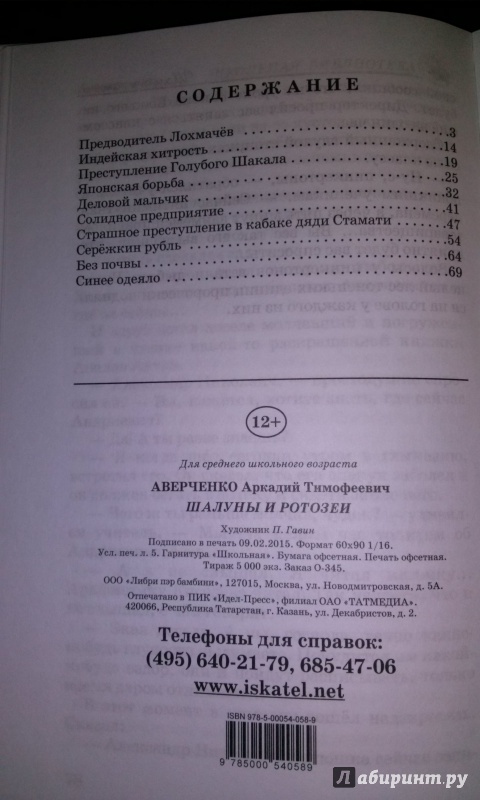 СОДЕРЖАНИЕ
Предводитель Лохмачёв 3
Индейская хитрость 14
Преступление Голубого Шакала 19
Японская борьба 25
Деловой мальчик 32
Солидное предприятие 41
Страшное преступление в кабаке дяди Стамати 47
Серёжкин рубль 54
Без почвы 64
Синее одеяло 69
12+
Для среднего школьного возраста
АВЕРЧЕНКО Аркадий Тимофеевич
ШАЛУНЫ И РОТОЗЕИ
Художник П. Гавин
Подписано в печать 09.02.2015. Формат 60х90 1/16.
Усл. печ. л. 5. Гарнитура «Школьная». Бумага офсетная. Печать офсетная.
Тираж 5 000 экз. Заказ О-345.
ООО «Либри пэр бамбини», 127015, Москва, ул. Новодмитровская, д. 5А.
Отпечатано в ПИК «Идел-Пресс», филиал ОАО «ТАТМЕДИА».
420066, Республика Татарстан, г. Казань, ул. Декабристов, д. 2.
Телефоны для справок:
(495) 640-21-79, 685-47-06
www.iskatel.net
ISBN 978-5-00054-058-9
9 785000 540589
Лабиринт.ру